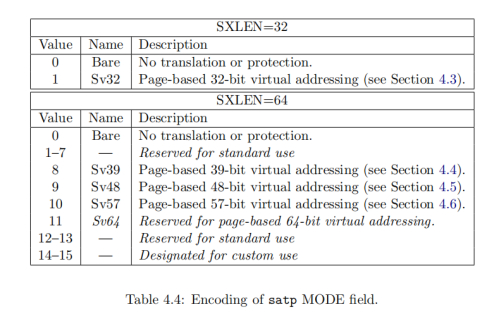 SXLEN=32
Value Name Description
0 Bare No translation or protection.
1 Sv32 Page-based 32-bit virtual addressing (see Section 4.3).
SXLEN=64
Value Name Description
0 Bare No translation or protection.
1–7 — Reserved for standard use
8 Sv39 Page-based 39-bit virtual addressing (see Section 4.4).
9 Sv48 Page-based 48-bit virtual addressing (see Section 4.5).
10 Sv57 Page-based 57-bit virtual addressing (see Section 4.6).
11 Sv64 Reserved for page-based 64-bit virtual addressing.
12–13 — Reserved for standard use
14–15 — Designated for custom use
Table 4.4: Encoding of satp MODE field.